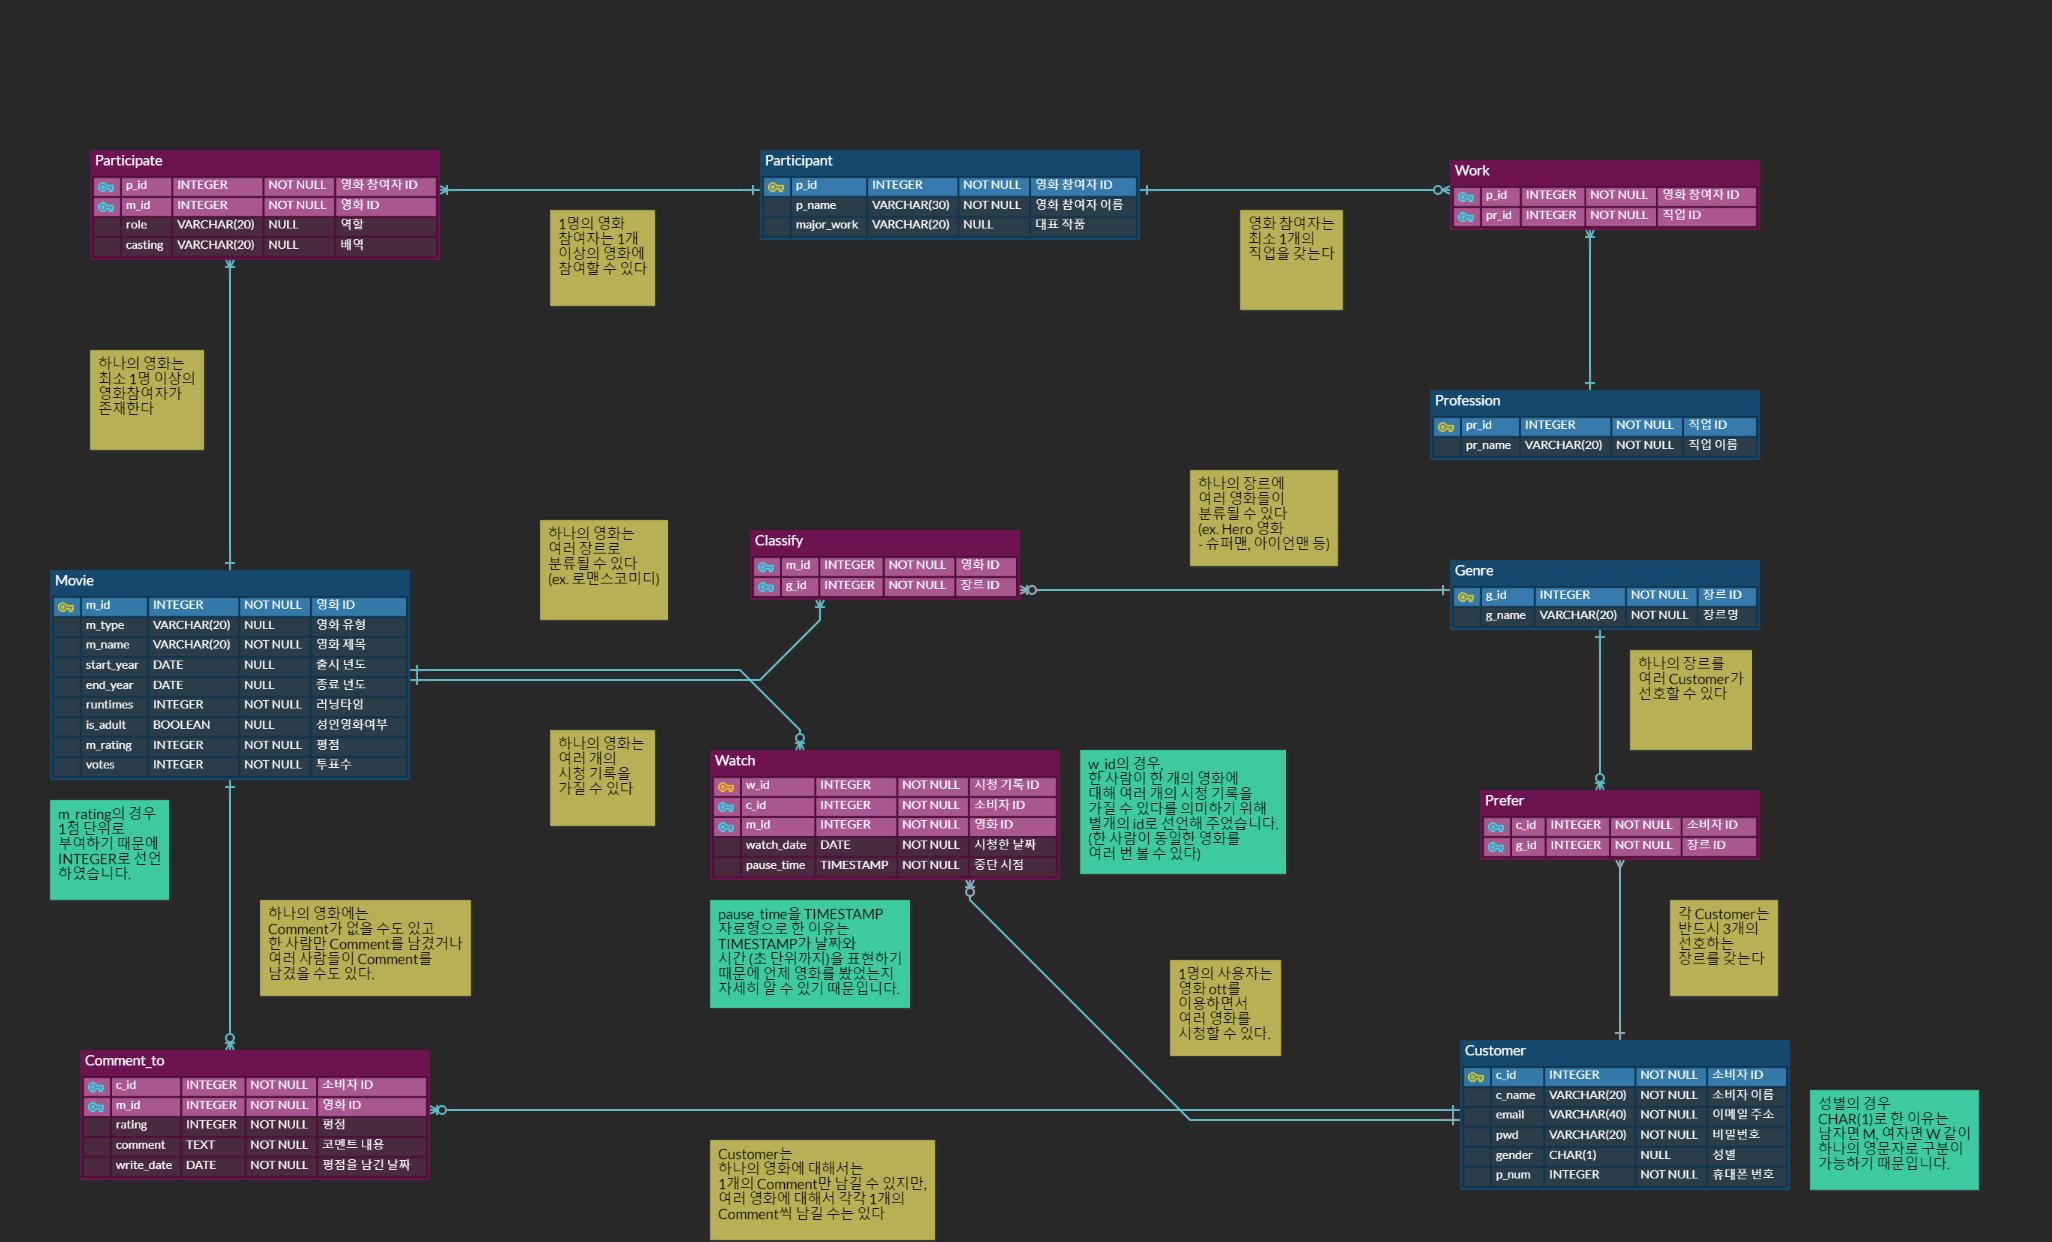 Participate
p_id INTEGER NOT NULL 영화 참여자 ID
m_id INTEGER NOT NULL 영화 ID
role VARCHAR(20) NULL 역할
casting VARCHAR(20) NULL 배역
Participant
p_id INTEGER NOT NULL 영화 참여자 ID
p_name VARCHAR(30) NOT NULL 영화 참여자 이름
major_work VARCHAR(20) NULL 대표 작품
Work
p_id INTEGER NOT NULL 영화 참여자 ID
pr_id INTEGER NOT NULL 직업 ID
1명의 영화
참여자는 1개
이상의 영화에
참여할 수 있다
영화 참여자는
최소 1개의
직업을 갖는다
하나의 영화는
최소 1명 이상의
영화참여자가
존재한다
Profession
pr_id INTEGER NOT NULL 직업 ID
pr_name VARCHAR(20) NOT NULL 직업 이름
하나의 장르에
여러 영화들이
분류될 수 있다
(ex. Hero 영화
- 슈퍼맨, 아이언맨 등)
하나의 영화는
여러 장르로
분류될 수 있다
(ex. 로맨스코미디)
Classify
m_id INTEGER NOT NULL 영화 ID
g_id INTEGER NOT NULL 장르 ID
Genre
g_id INTEGER NOT NULL 장르 ID
g_name VARCHAR(20) NOT NULL 장르명
Movie
m_id INTEGER NOT NULL 영화 ID
m_type VARCHAR(20) NULL 영화 유형
m_name VARCHAR(20) NOT NULL 영화 제목
start_year DATE NULL 출시 년도
end_year DATE NULL 종료 년도
runtimes INTEGER NOT NULL 러닝타임
is_adult BOOLEAN NULL 성인영화여부
m_rating INTEGER NOT NULL 평점
votes INTEGER NOT NULL 투표수
하나의 장르를
여러 Customer가
선호할 수 있다
하나의 영화는
여러 개의
시청 기록을
가질 수 있다
Watch
w_id INTEGER NOT NULL 시청 기록 ID
c_id INTEGER NOT NULL 소비자 ID
m_id INTEGER NOT NULL 영화 ID
watch_date DATE NOT NULL 시청한 날짜
pause_time TIMESTAMP NOT NULL 중단 시점
w_id의 경우,
한 사람이 한 개의 영화에
대해 여러 개의 시청 기록을
가질 수 있다를 의미하기 위해
별개의 id로 선언해 주었습니다.
(한 사람이 동일한 영화를
여러 번 볼 수 있다)
Prefer
c_id INTEGER NOT NULL 소비자 ID
g_id INTEGER NOT NULL 장르 ID
m_rating의 경우
1점 단위로
부여하기 때문에
INTEGER로 선언
하였습니다.
하나의 영화에는
Comment가 없을 수도 있고
한 사람만 Comment를 남겼거나
여러 사람들이 Comment를
남겼을 수도 있다.
pause_time을 TIMESTAMP
자료형으로 한 이유는
TIMESTAMP가 날짜와
시간 (초 단위까지)을 표현하기
때문에 언제 영화를 봤었는지
자세히 알 수 있기 때문입니다.
1명의 사용자는
영화 ott를
이용하면서
여러 영화를
시청할 수 있다.
각 Customer는
반드시 3개의
선호하는
장르를 갖는다
Comment_to
c_id INTEGER NOT NULL 소비자 ID
m_id INTEGER NOT NULL 영화 ID
rating INTEGER NOT NULL 평점
comment TEXT NOT NULL 코멘트 내용
write_date DATE NOT NULL 평점을 남긴 날짜
Customer
c_id INTEGER NOT NULL 소비자 ID
c_name VARCHAR(20) NOT NULL 소비자 이름
email VARCHAR(40) NOT NULL 이메일 주소
pwd VARCHAR(20) NOT NULL 비밀번호
gender CHAR(1) NULL 성별
p_num INTEGER NOT NULL 휴대폰 번호
성별의 경우
CHAR(1)로 한 이유는
남자면 M, 여자면 W 같이
하나의 영문자로 구분이
가능하기 때문입니다.
Customer는
하나의 영화에 대해서는
1개의 Comment만 남길 수 있지만,
여러 영화에 대해서 각각 1개의
Comment씩 남길 수는 있다